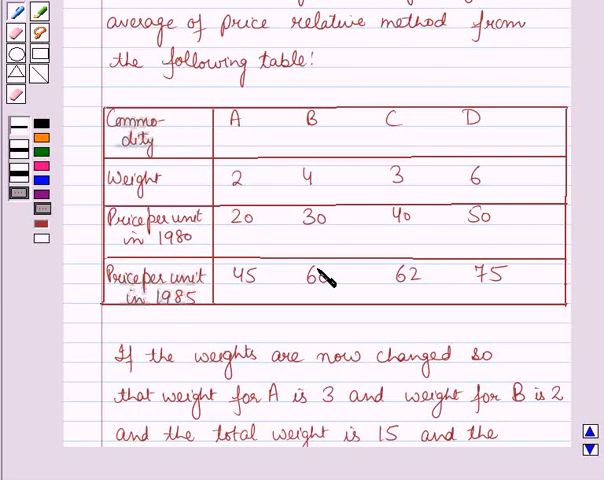 average of price relative method from
the following table!
Commo- A B C D
dity
Weight 2 4 3 6
Price per unit 20 30 40 50
in 1980
Price per unit 45 60 62 75
in 1985
If the weights are now changed so
that weight for A is 3 and weight for B is 2
and the total weight is 15 and the